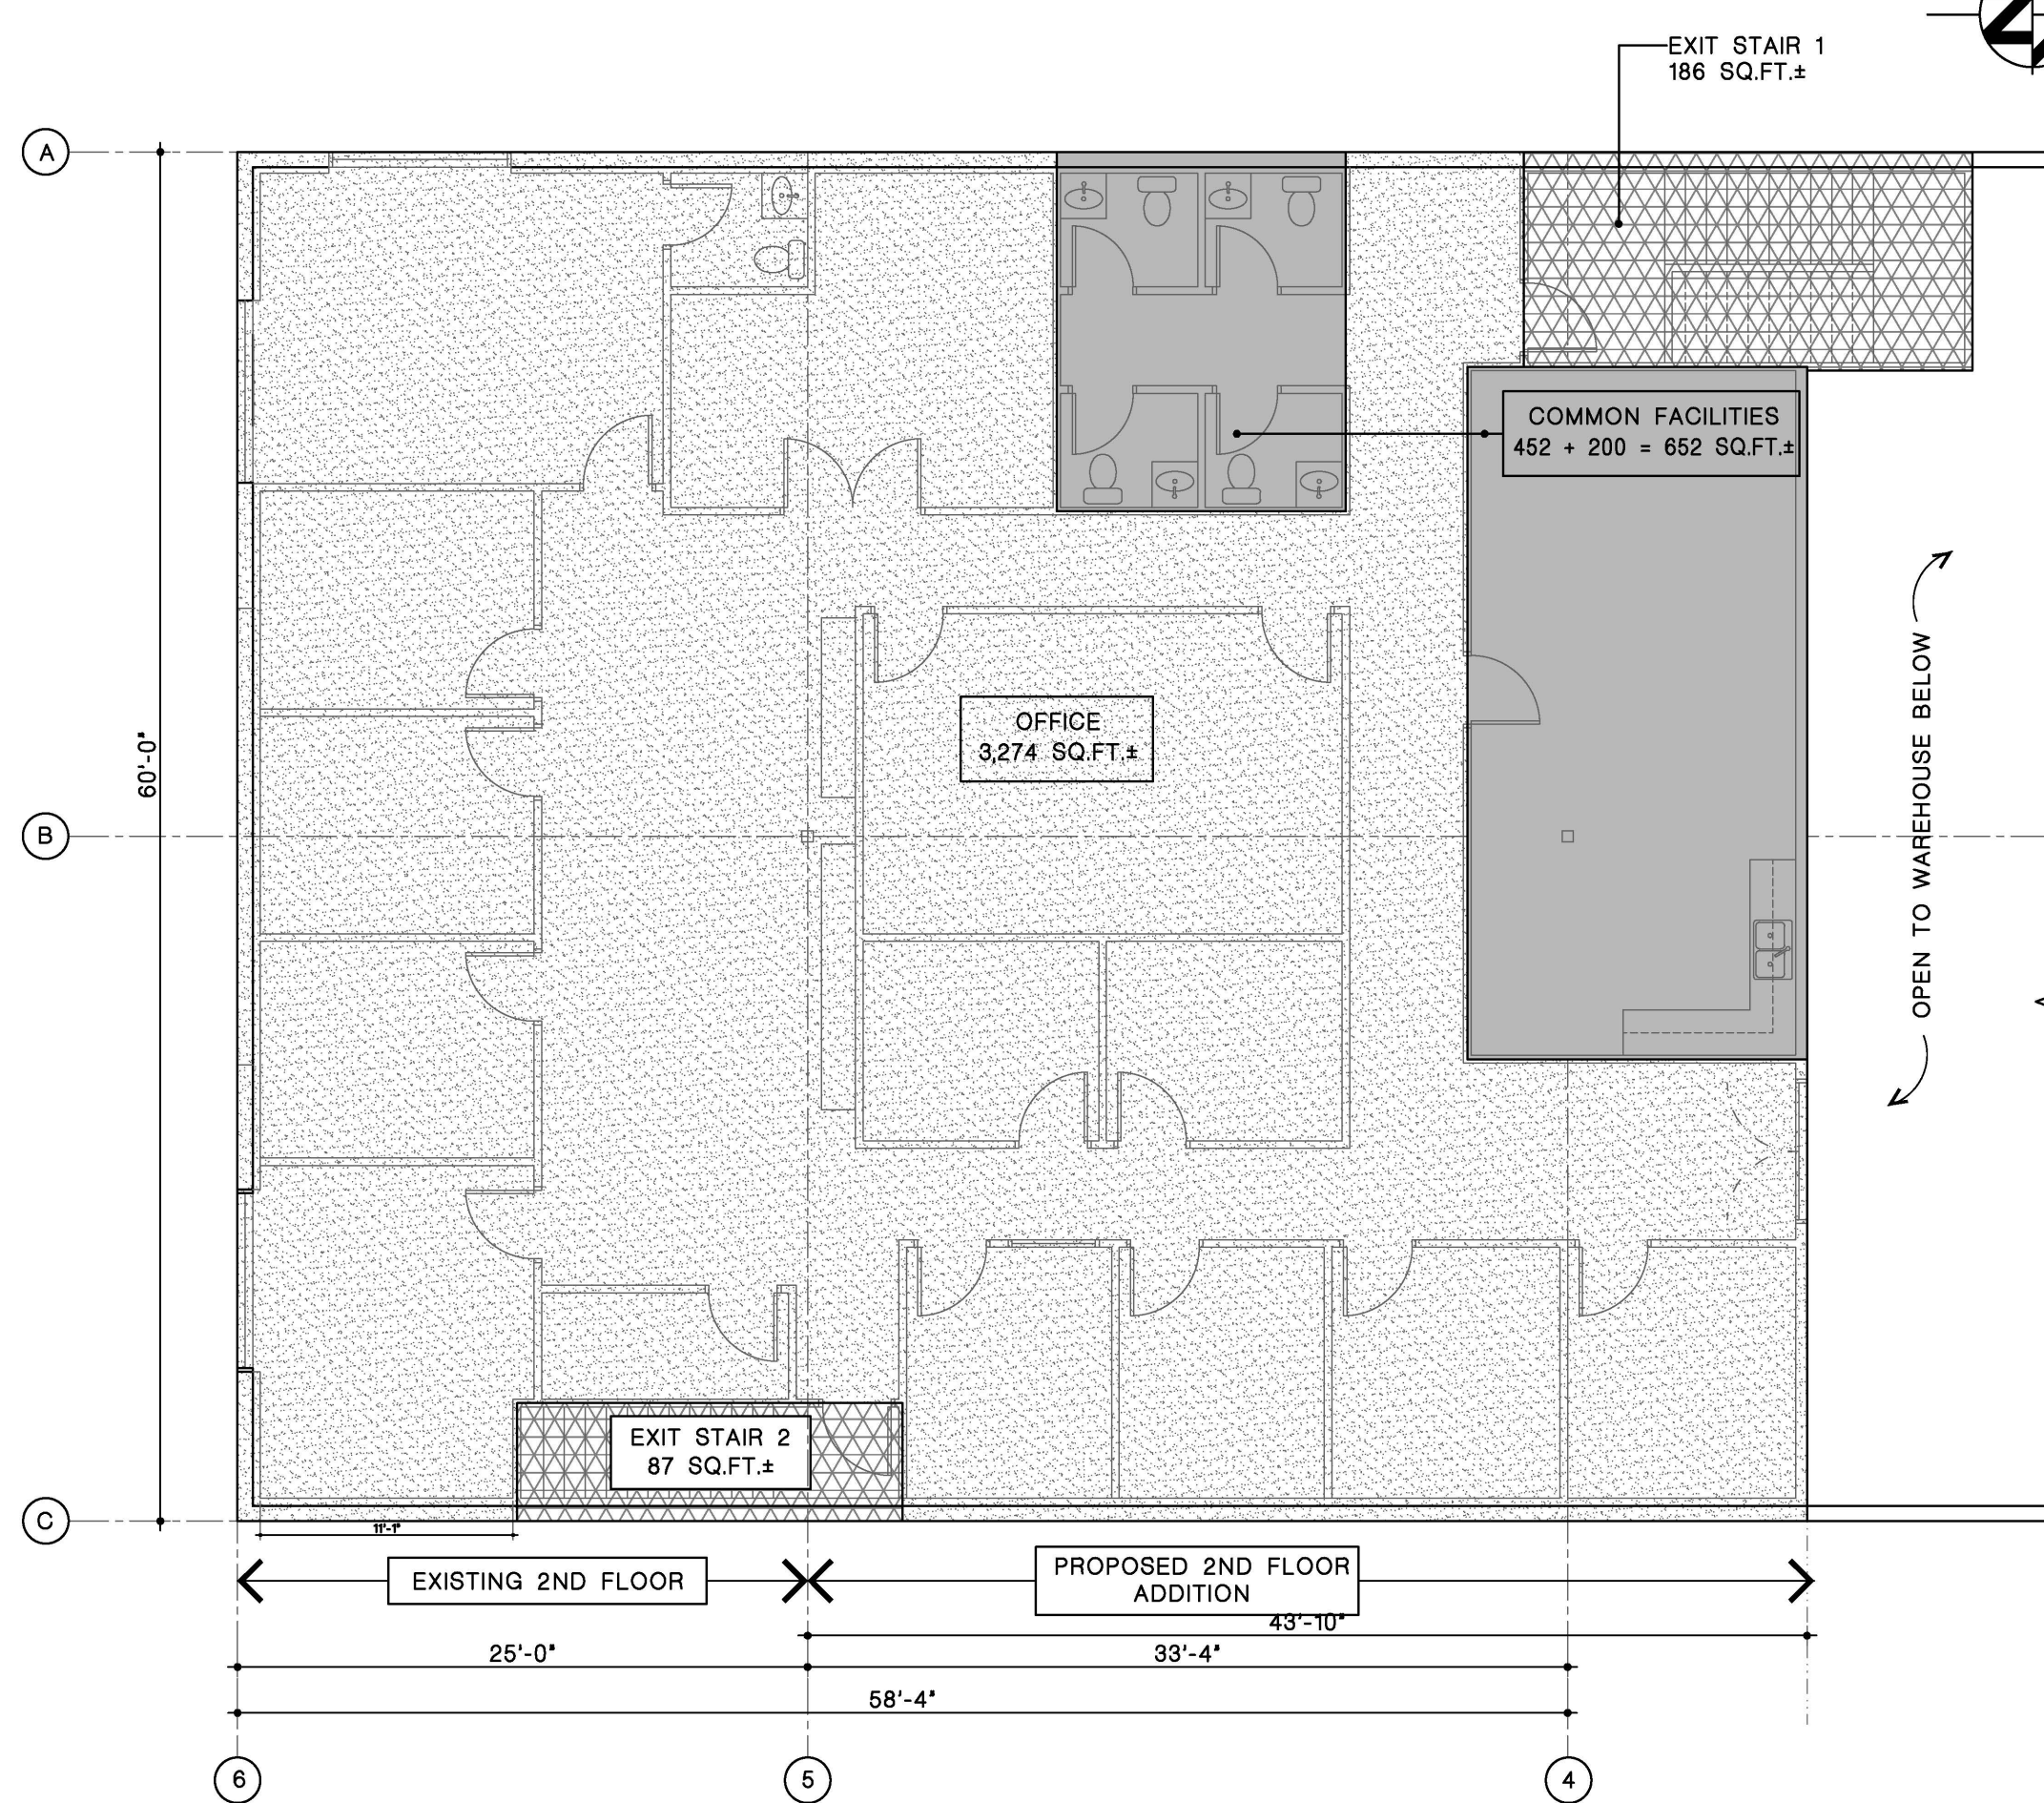 EXIT STAIR 1
186 SQ.FT.±
A
COMMON FACILITIES
452 + 200 = 652 SQ.FT.±
OFFICE
3,274 SQ.FT.±
60'-0"
B
OPEN TO WAREHOUSE BELOW
EXIT STAIR 2
87 SQ.FT.±
C
11'-1"
EXISTING 2ND FLOOR
PROPOSED 2ND FLOOR
ADDITION
43'-10"
25'-0"
33'-4"
58'-4"
6
5
4